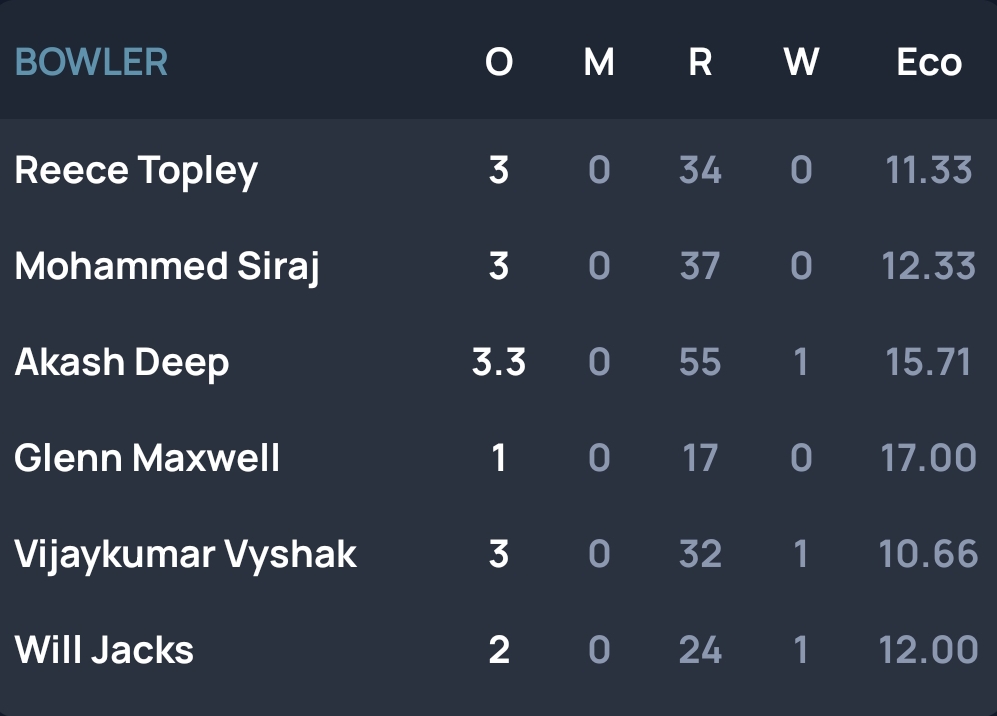 BOWLER O M R W Eco
Reece Topley 3 0 34 0 11.33
Mohammed Siraj 3 0 37 0 12.33
Akash Deep 3.3 0 55 1 15.71
Glenn Maxwell 1 0 17 0 17.00
Vijaykumar Vyshak 3 0 32 1 10.66
Will Jacks 2 0 24 1 12.00